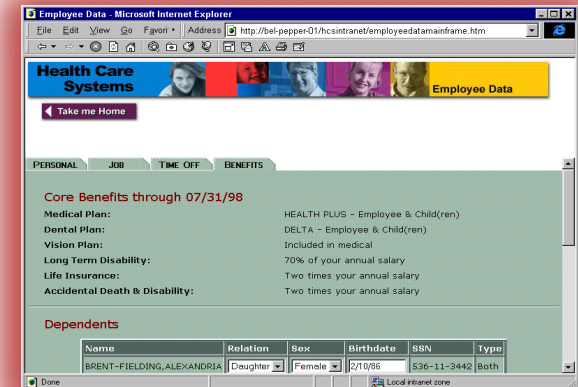 Employee Data - Microsoft Internet Explorer
File Edit View Go Favori Address http://bel-pepper-01/hcsintranet/employeedatamainframe.htm
Health Care
Systems
Employee Data
Take me Home
PERSONAL JOB TIME OFF BENEFITS
Core Benefits through 07/31/98
Medical Plan: HEALTH PLUS - Employee & Child(ren)
Dental Plan: DELTA - Employee & Child(ren)
Vision Plan: Included in medical
Long Term Disability: 70% of your annual salary
Life Insurance: Two times your annual salary
Accidental Death & Disability: Two times your annual salary
Dependents
Name Relation Sex Birthdate SSN Type
BRENT-FIELDING,ALEXANDRIA Daughter Female 2/10/86 536-11-3442 Both
Done Local intranet zone